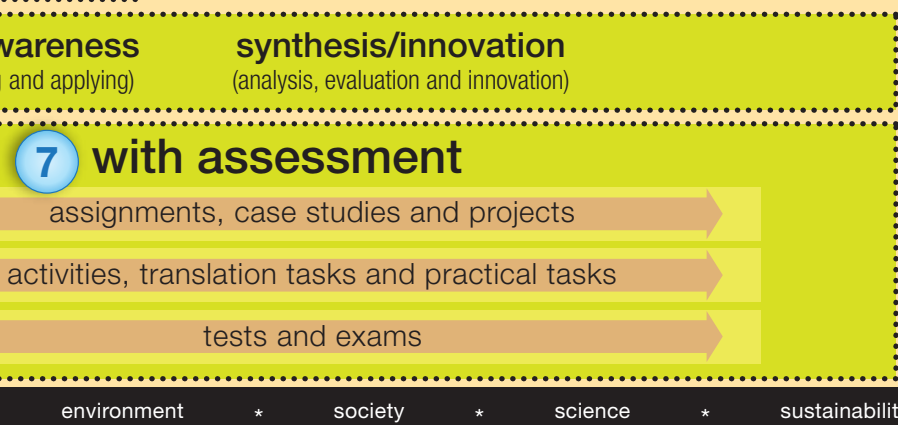 wareness synthesis/innovation
g and applying) (analysis, evaluation and innovation)
7 with assessment
assignments, case studies and projects
activities, translation tasks and practical tasks
tests and exams
environment * society * science * sustainabilit